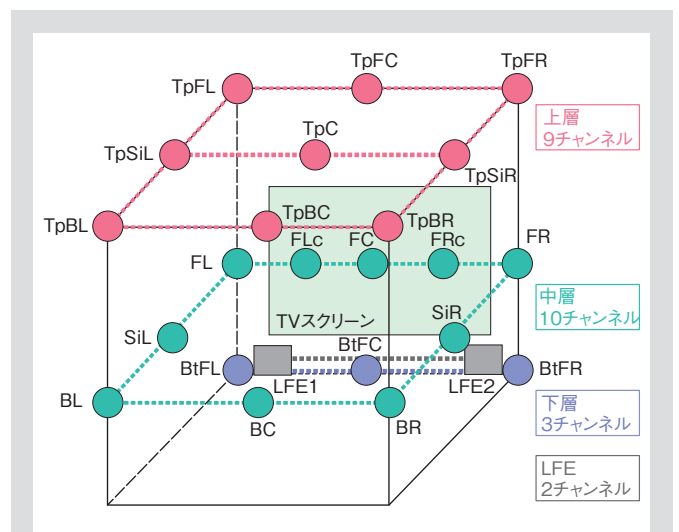 TpFC
TpFR
TpFL
上層
9チャンネル
TpC
TpSiL
TpSiR
TpBL
TpBC
TpBR
FL
FLc
FC
FRc
FR
中層
10チャンネル
TVスクリーン
SiR
SiL
BtFC
BtFL
LFE1
LFE2
BtFR
BL
BC
BR
下層
3チャンネル
LFE
2チャンネル